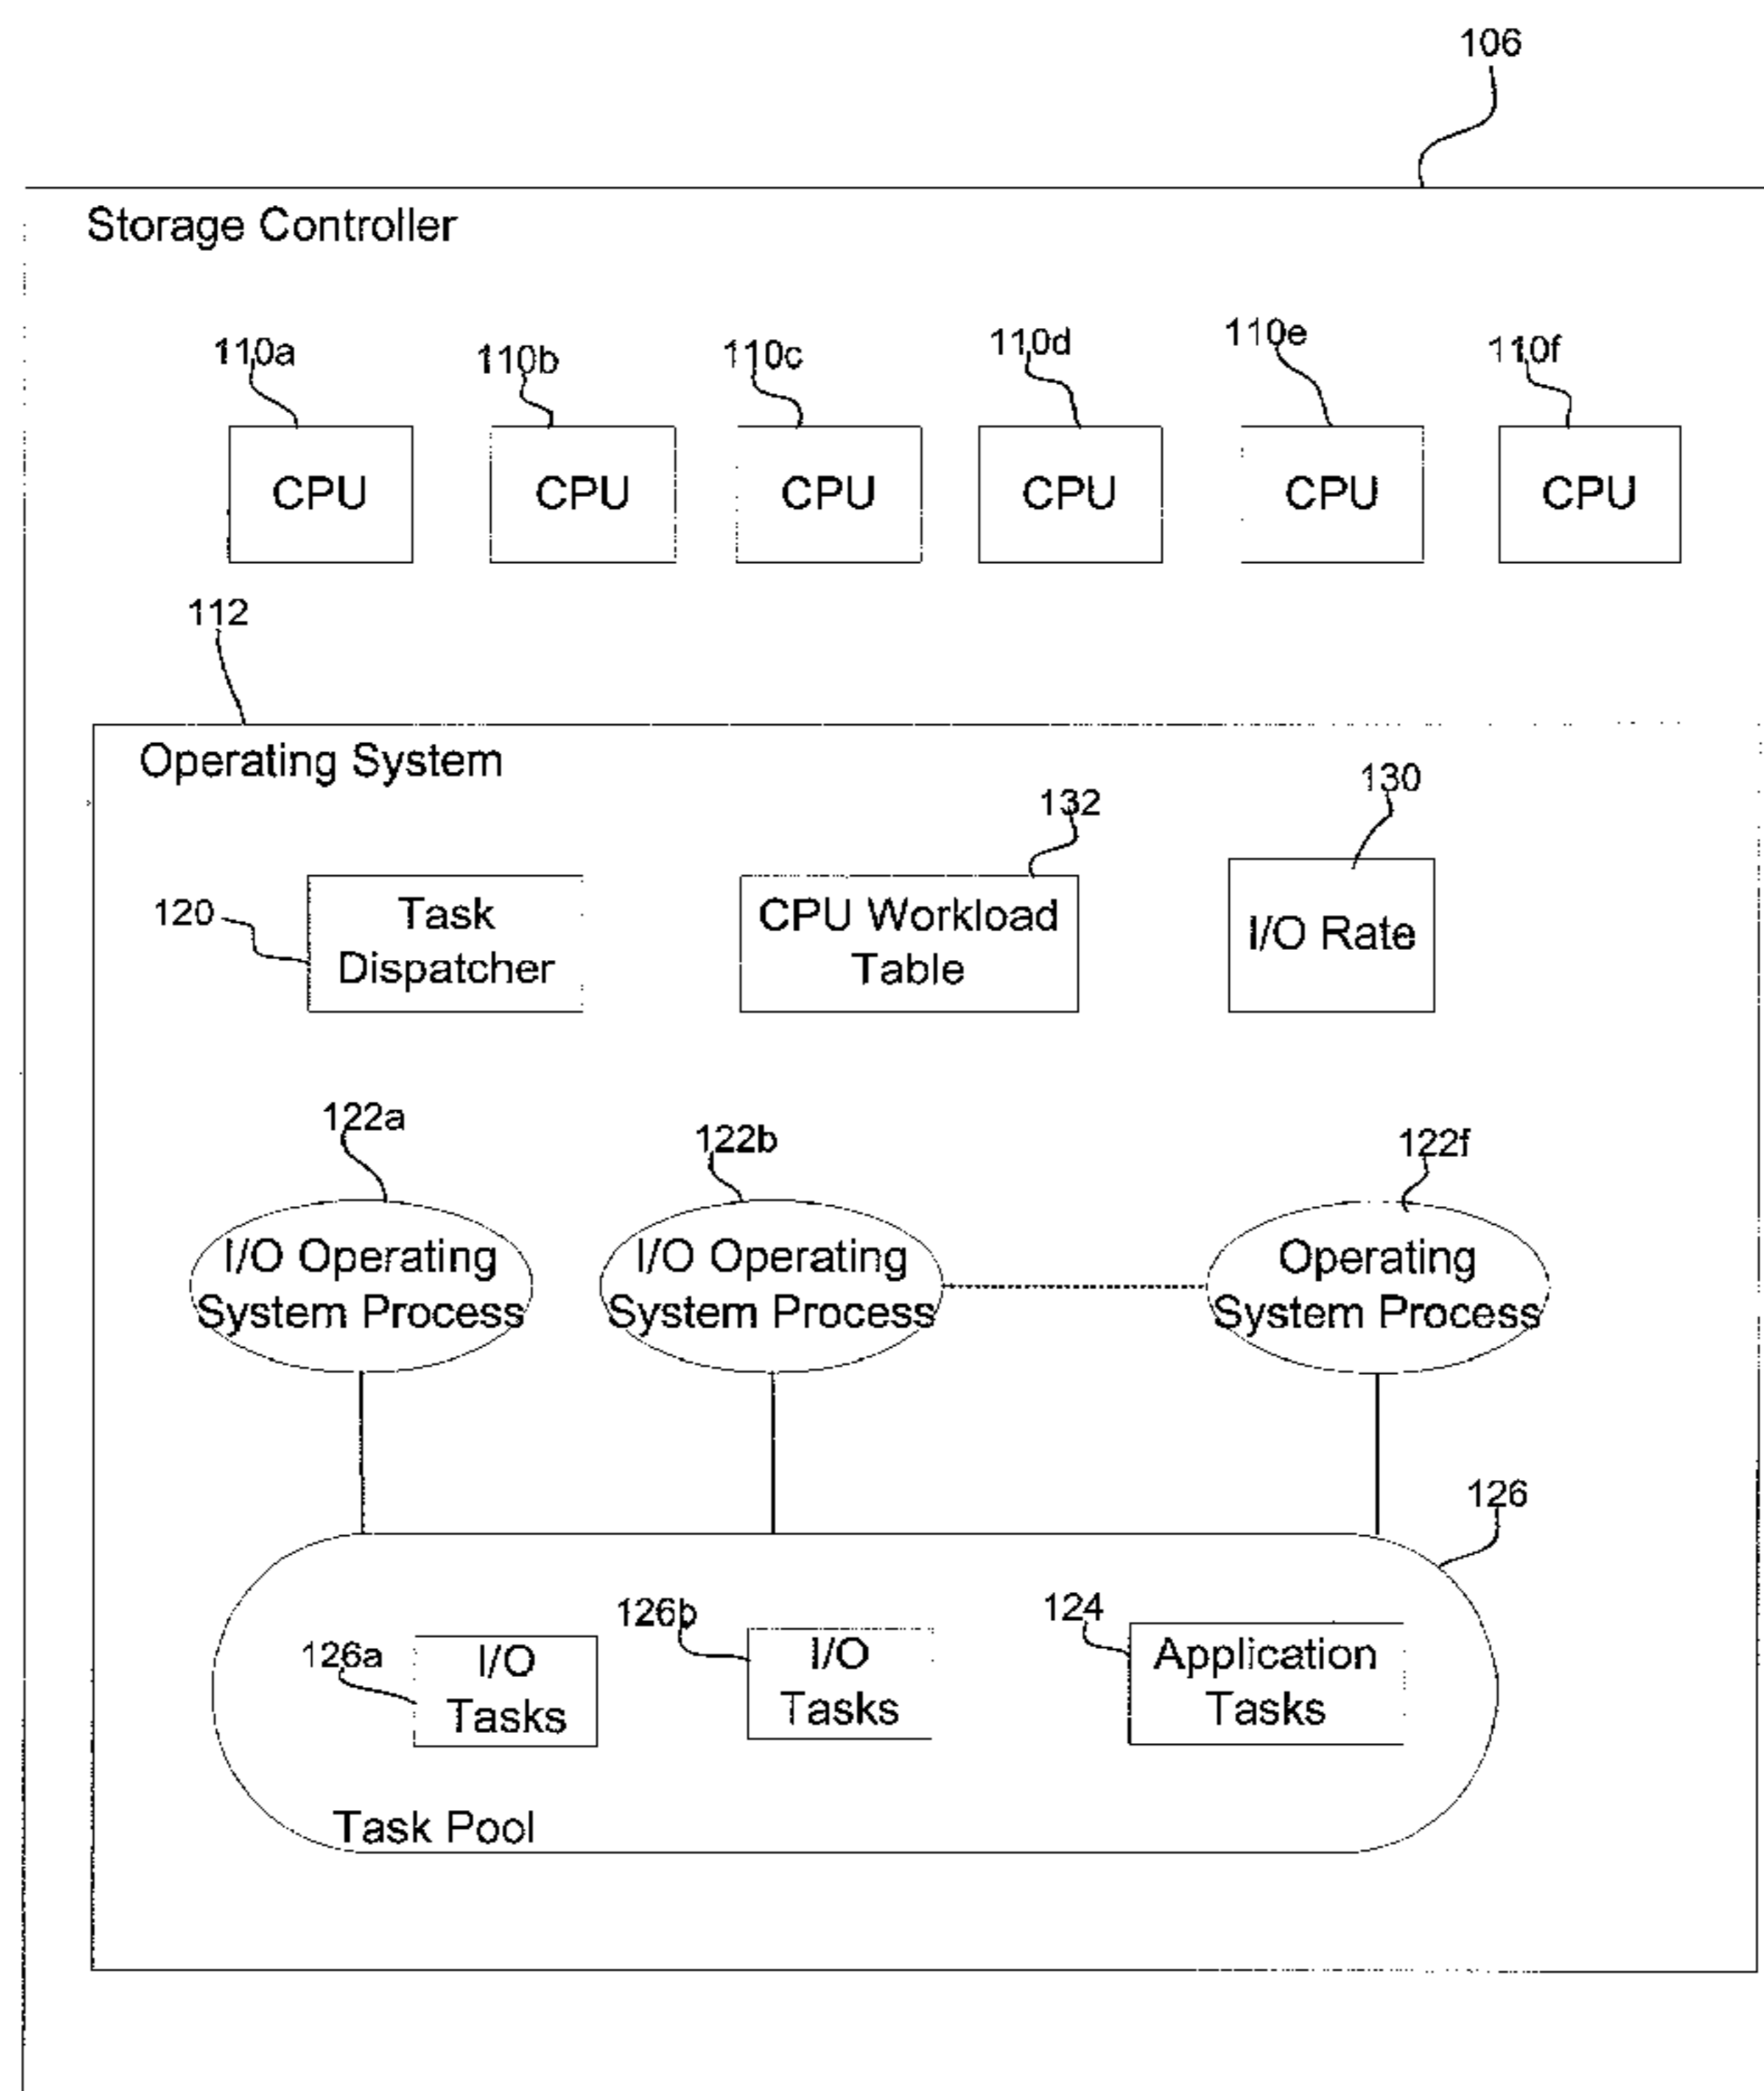 106
Storage Controller
110a
110b
110c
110d
110e
110f
CPU
CPU
CPU
CPU
CPU
CPU
112
Operating System
132
130
120
Task
Dispatcher
CPU Workload
Table
I/O Rate
122a
122b
122f
I/O Operating
System Process
I/O Operating
System Process
Operating
System Process
126
126a
I/O
Tasks
126b
I/O
Tasks
124
Application
Tasks
Task Pool